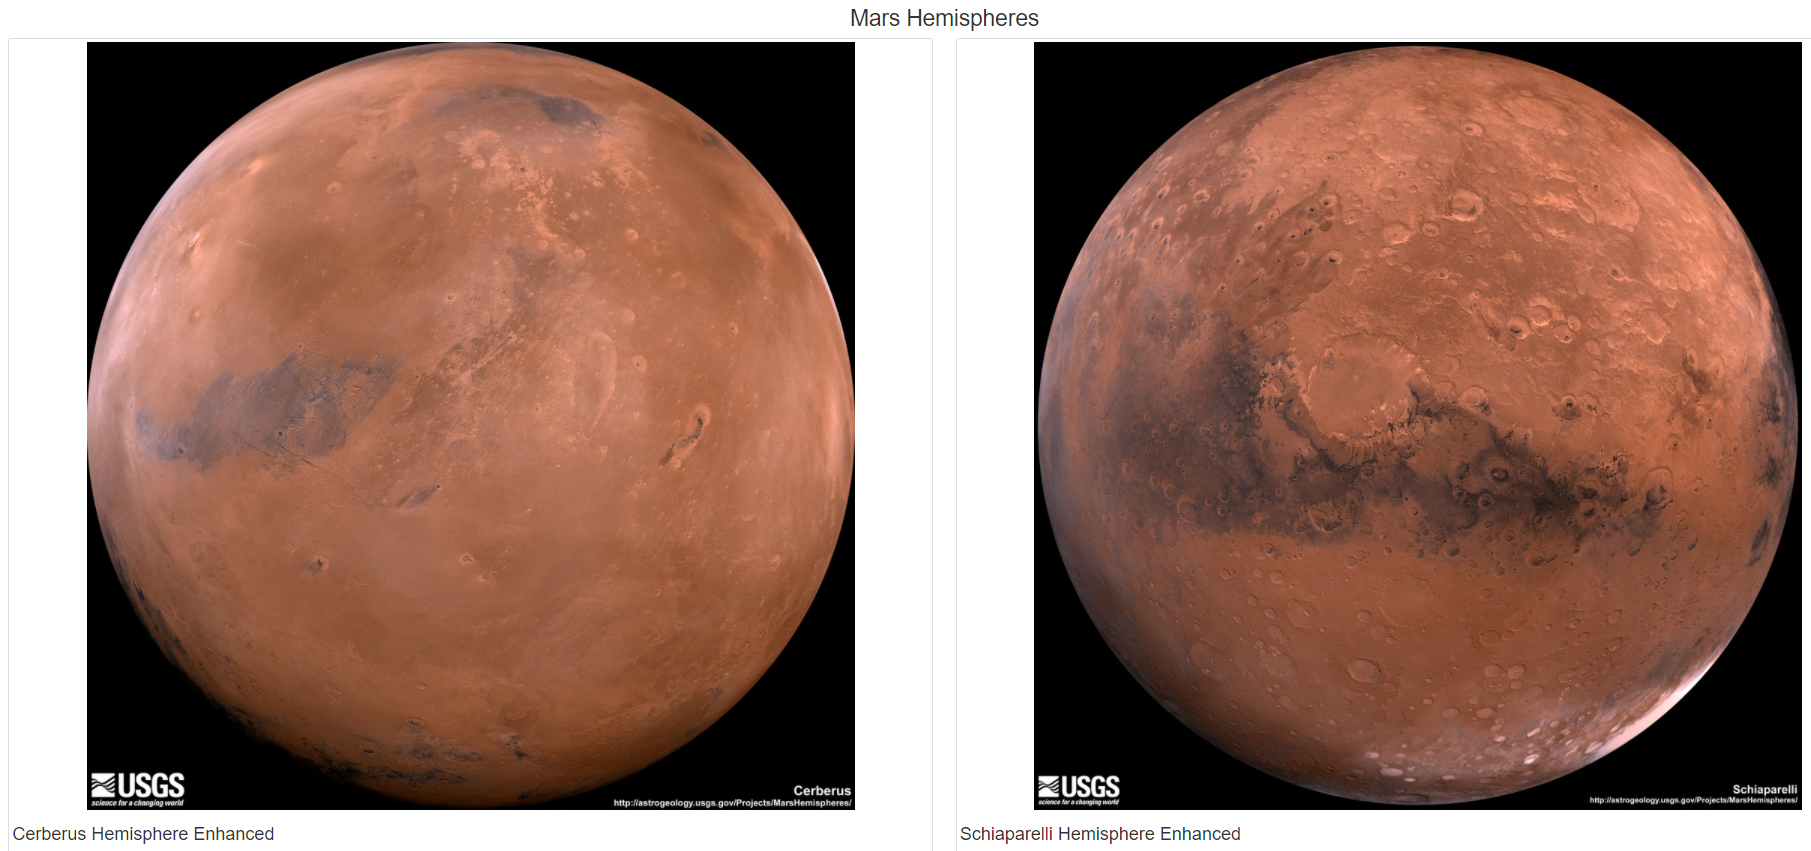 Mars Hemispheres
USGS
science for a changing world
Cerberus
http://astrogeology.usgs.gov/Projects/MarsHemispheres/
Cerberus Hemisphere Enhanced
USGS
science for a changing world
Schiaparelli
http://astrogeology.usgs.gov/Projects/MarsHemispheres/
Schiaparelli Hemisphere Enhanced